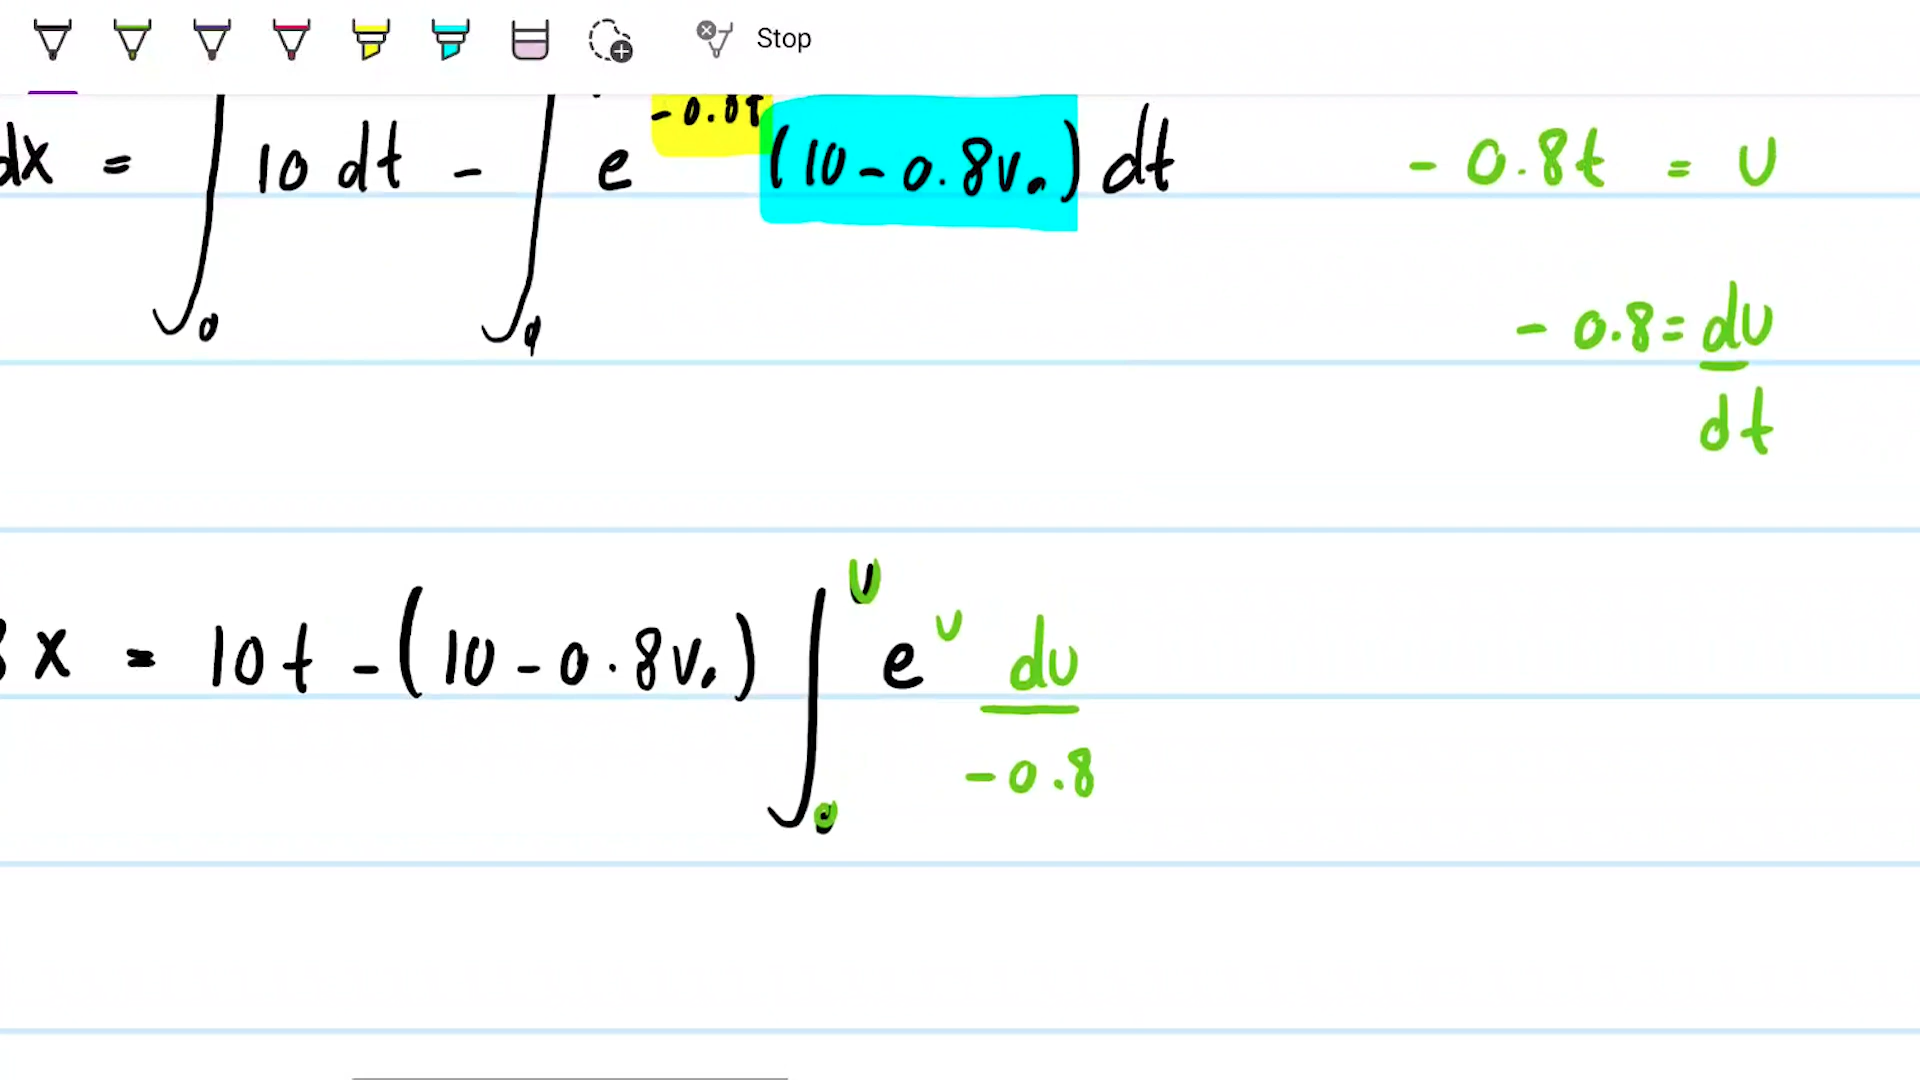 Stop
dx = ∫₀ 10 dt - ∫₀ e^(-0.8t) (10 - 0.8v₀) dt
-0.8t = U
-0.8 = du/dt
x = 10t - (10 - 0.8v₀) ∫₀^U e^U du/-0.8